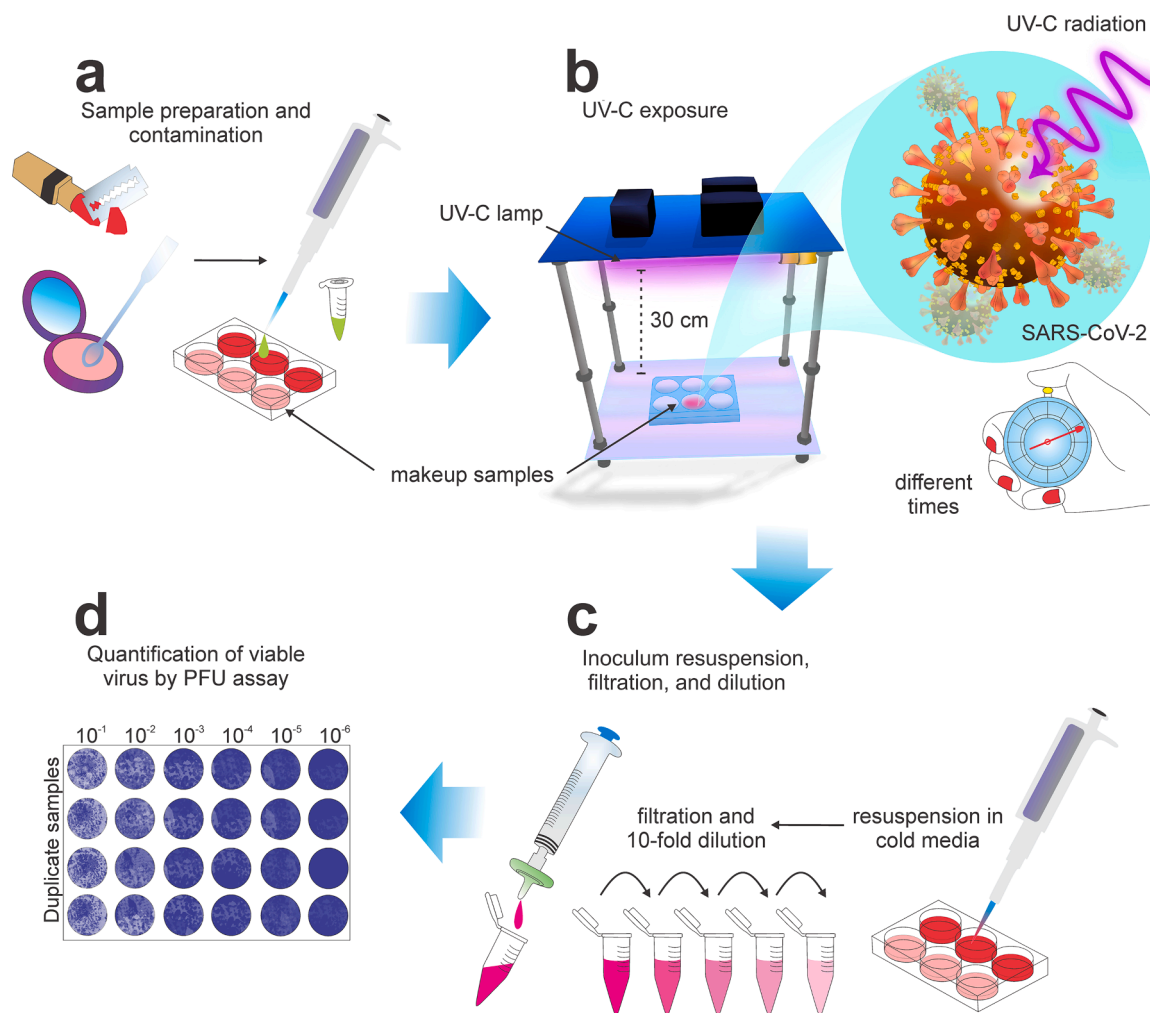 a
Sample preparation and
contamination
makeup samples
b
UV-C exposure
UV-C lamp
30 cm
UV-C radiation
SARS-CoV-2
different
times
c
Inoculum resuspension,
filtration, and dilution
resuspension in
cold media
filtration and
10-fold dilution
d
Quantification of viable
virus by PFU assay
10⁻¹ 10⁻² 10⁻³ 10⁻⁴ 10⁻⁵ 10⁻⁶
Duplicate samples